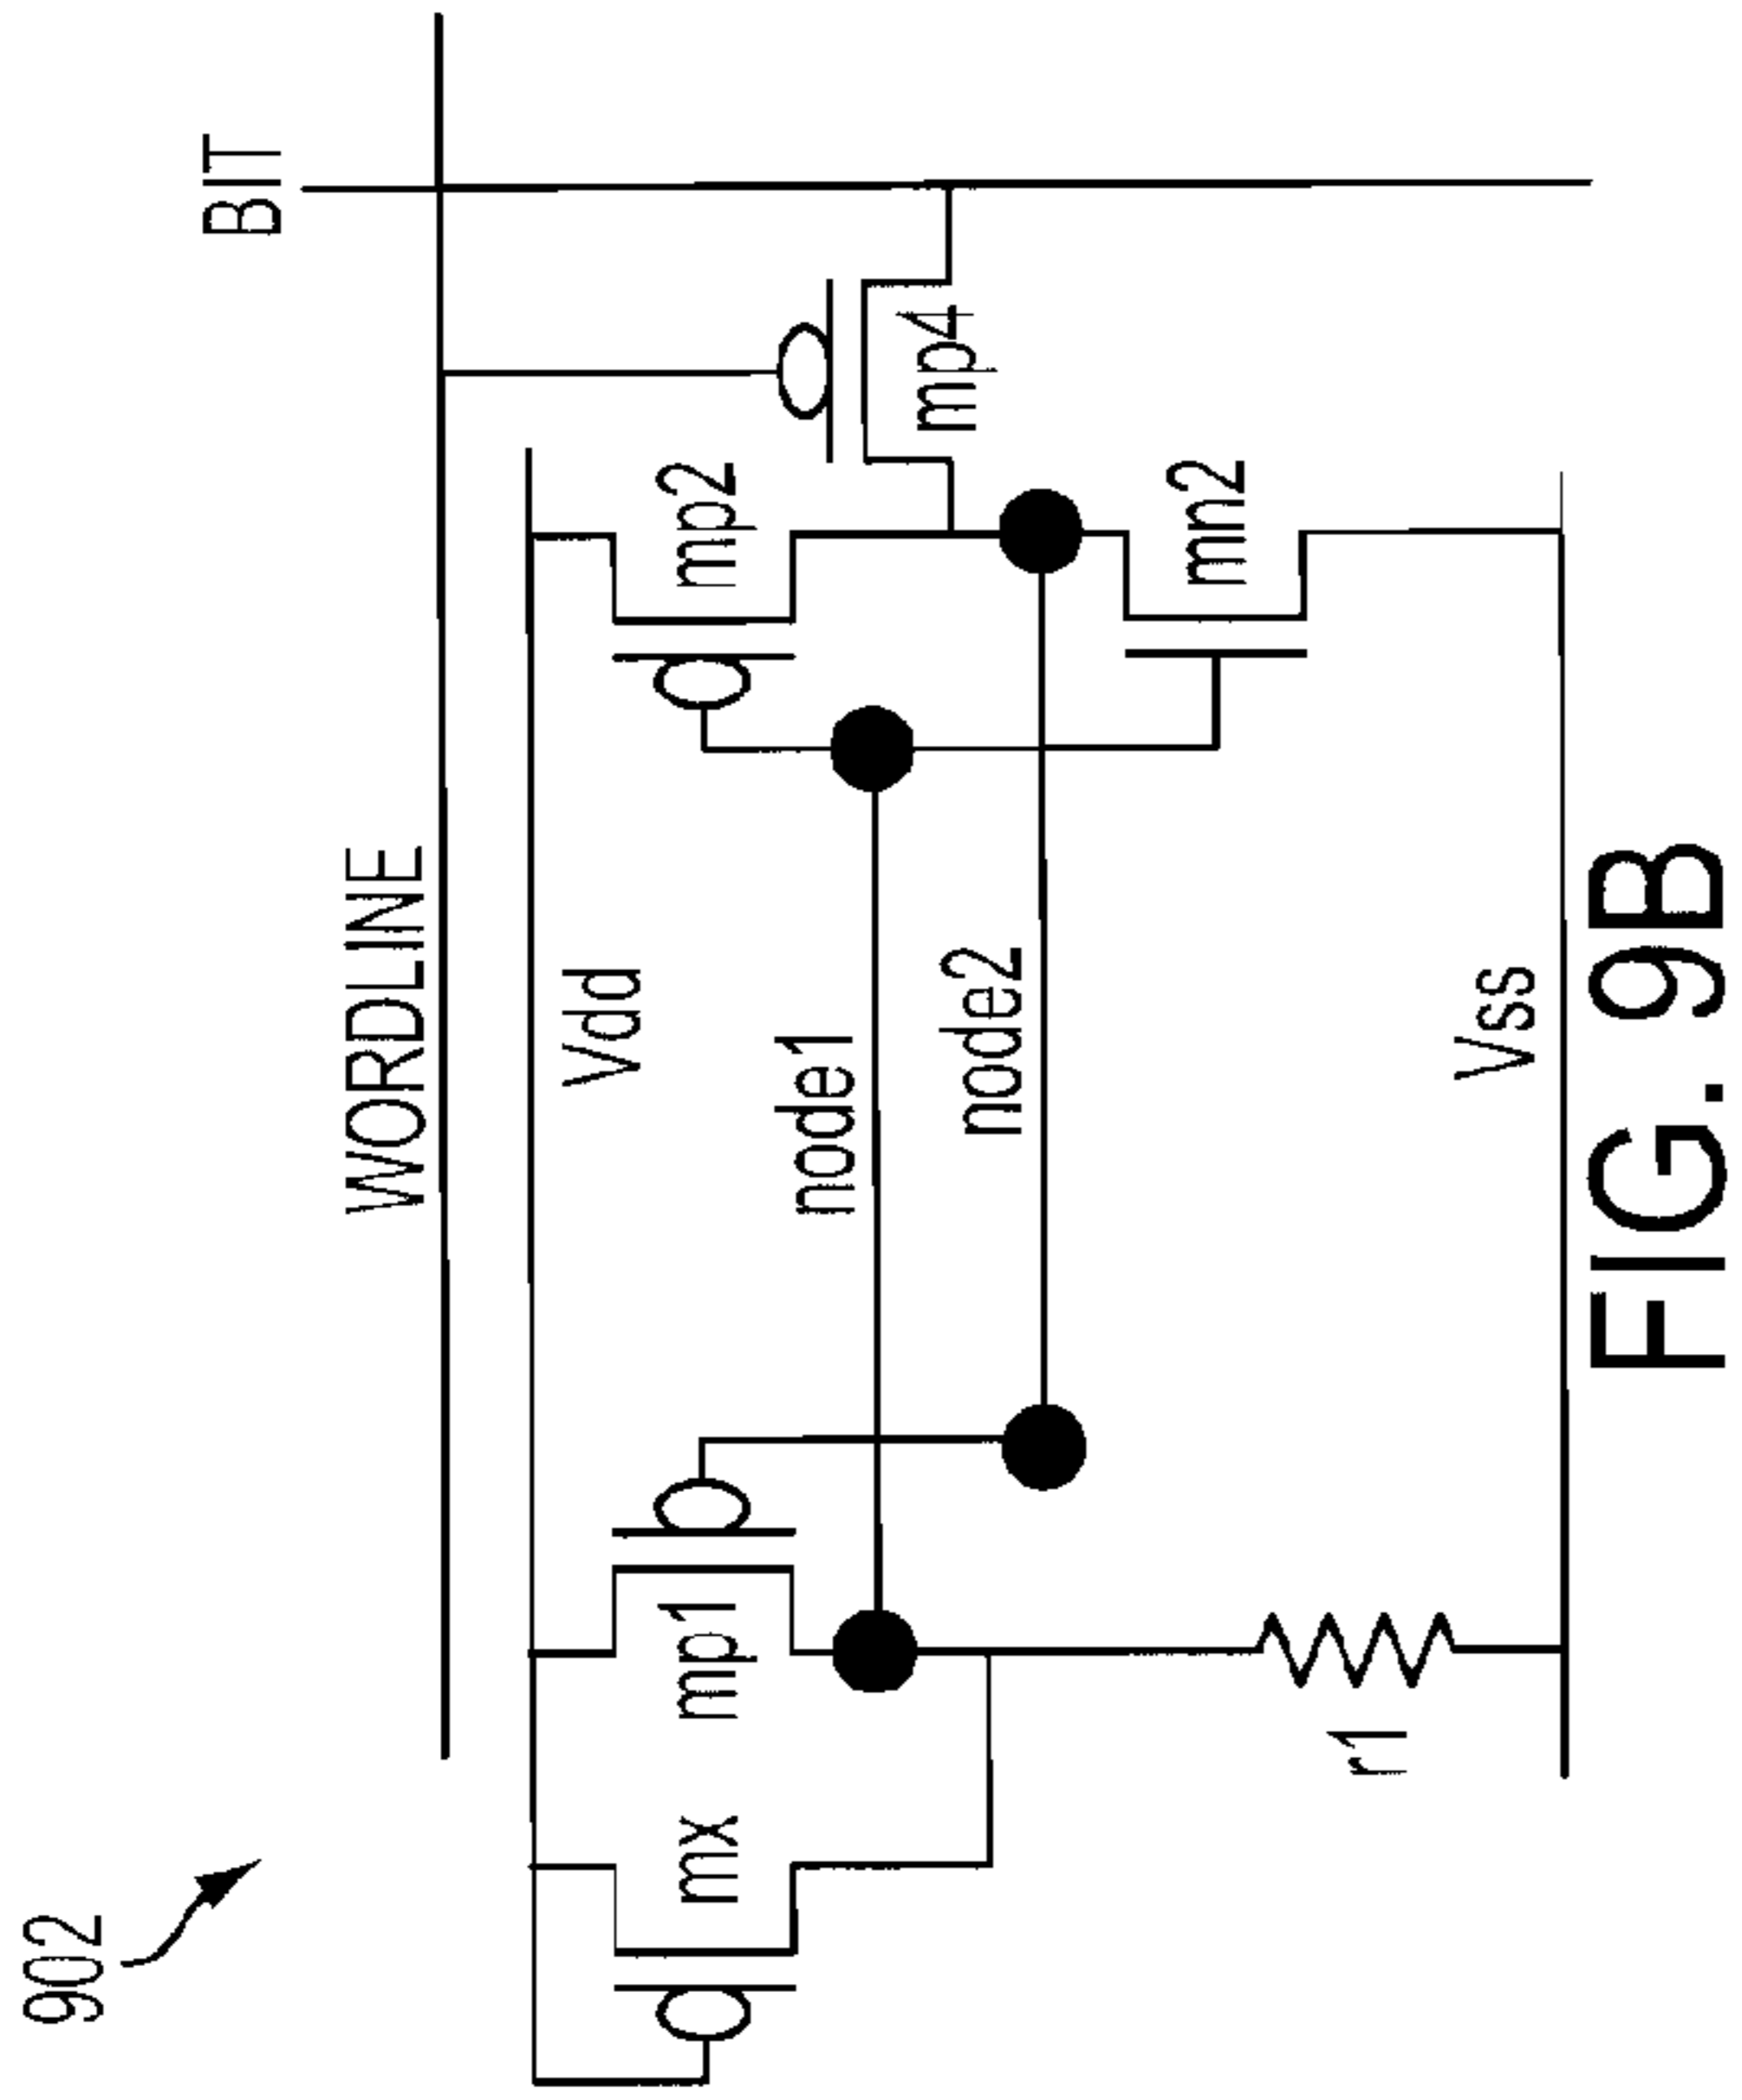 902
BIT
WORDLINE
Vdd
mx
mp1
mp2
mp4
node1
node2
mn2
r1
Vss
FIG. 9B